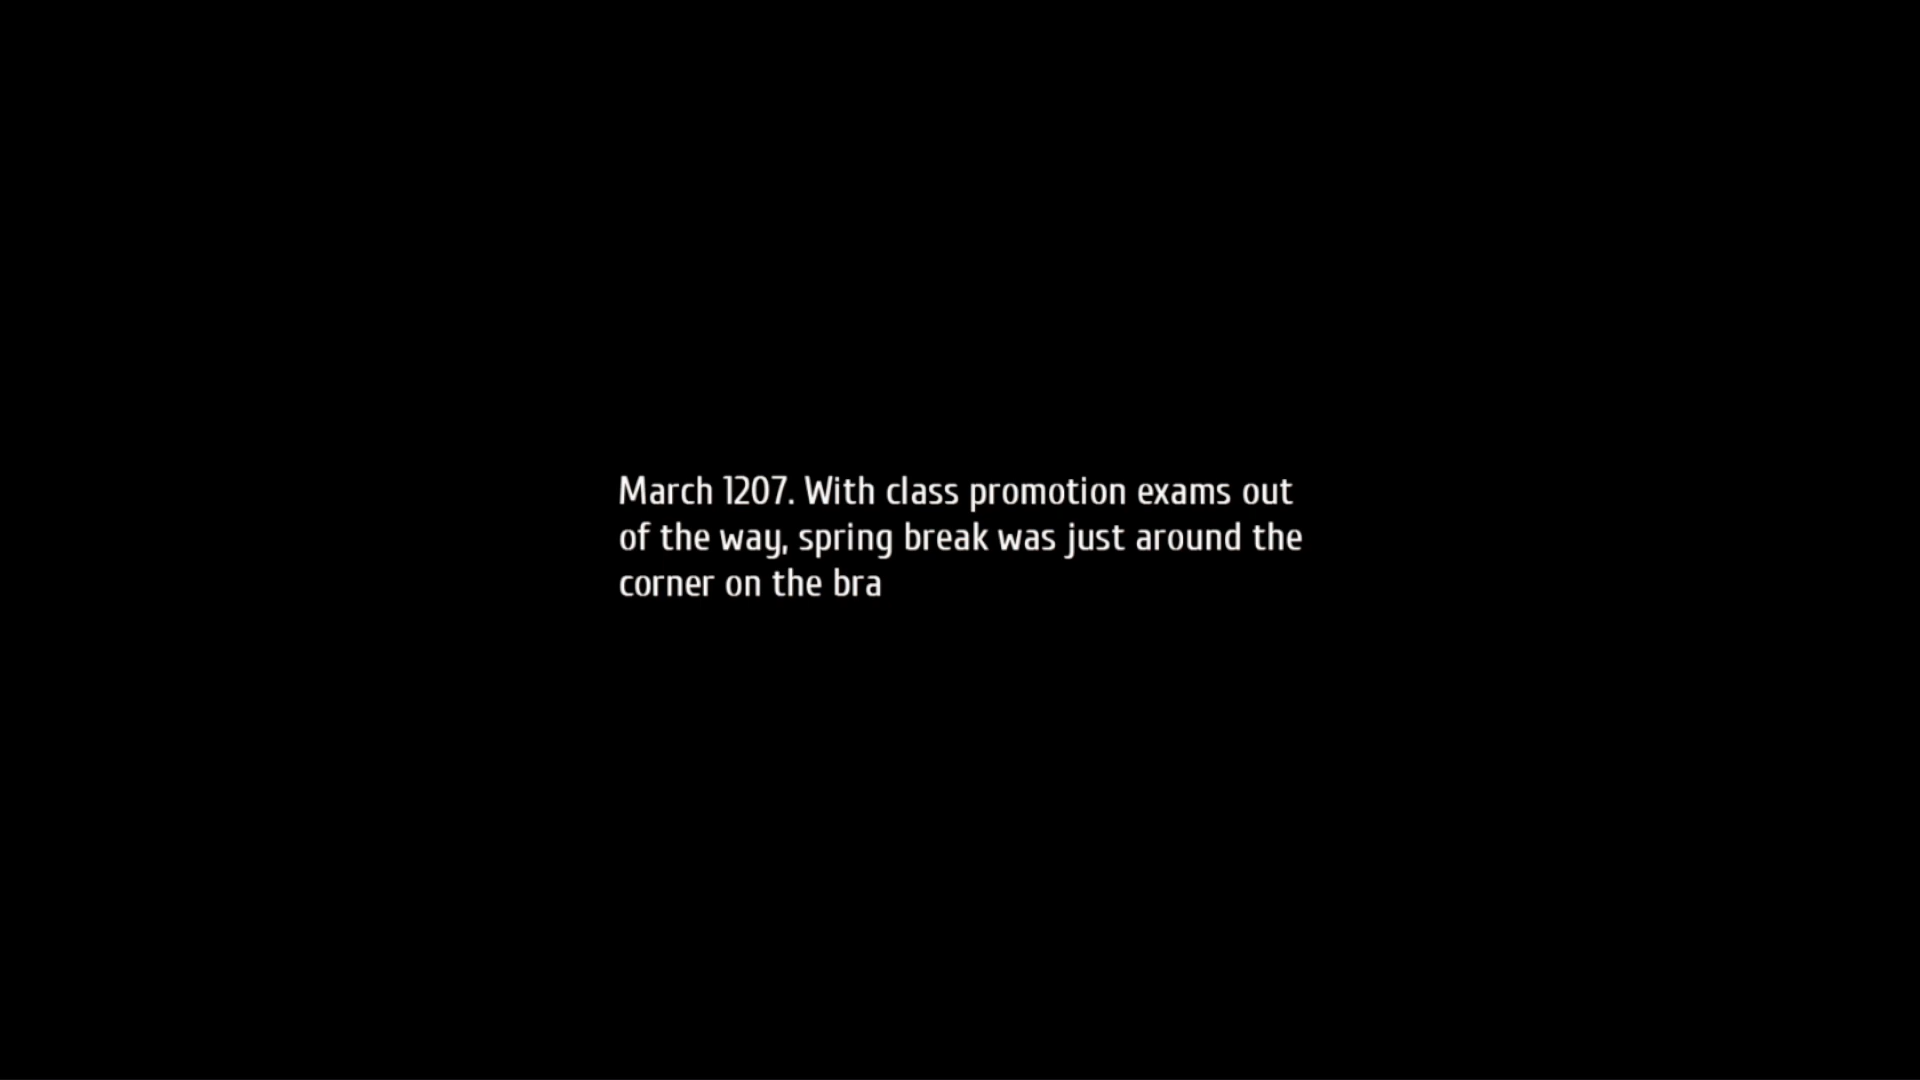 March 1207. With class promotion exams out
of the way, spring break was just around the
corner on the bra